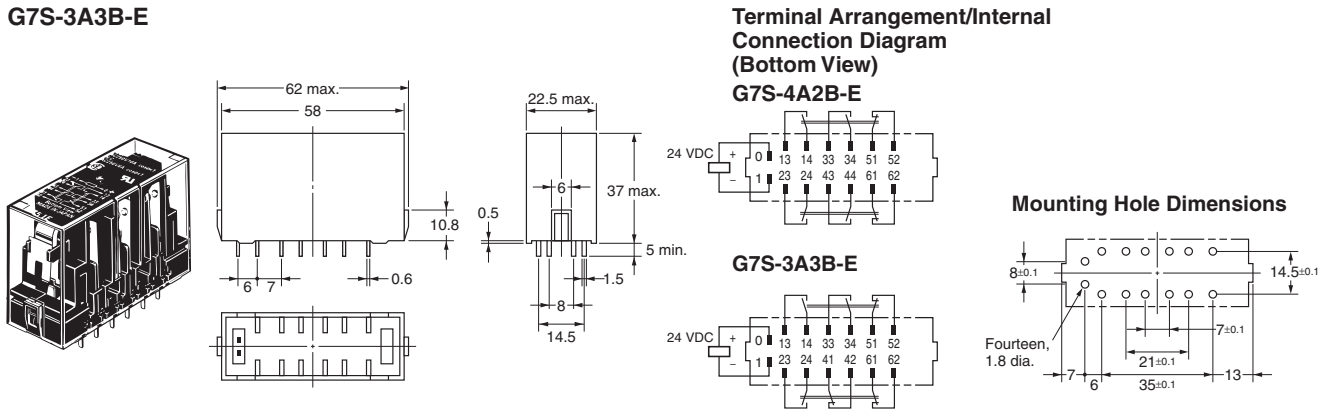 G7S-3A3B-E
62 max.
58
10.8
6
7
0.6
22.5 max.
6
37 max.
0.5
5 min.
1.5
8
14.5
Terminal Arrangement/Internal
Connection Diagram
(Bottom View)
G7S-4A2B-E
24 VDC
+
−
0 13 14 33 34 51 52
1 23 24 43 44 61 62
G7S-3A3B-E
24 VDC
+
−
0 13 14 33 34 51 52
1 23 24 41 42 61 62
Mounting Hole Dimensions
8±0.1
14.5±0.1
Fourteen,
1.8 dia.
7±0.1
21±0.1
7
6
35±0.1
13